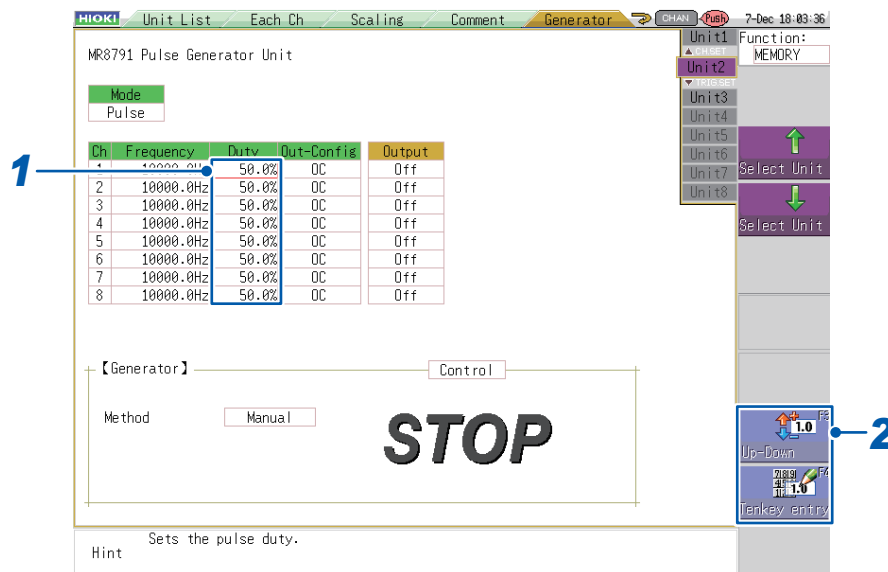 HIOKI Unit List Each Ch Scaling Comment Generator CHAN Push 7-Dec 18:03:36
Unit1 Function:
▲CH.SET MEMORY
MR8791 Pulse Generator Unit
Unit2
▼TRIG.SET
Mode
Unit3
Pulse
Unit4
Unit5
Ch Frequency Duty Out-Config Output
Unit6
1 1 10000.0Hz 50.0% OC Off
Unit7 Select Unit
2 10000.0Hz 50.0% OC Off
Unit8
3 10000.0Hz 50.0% OC Off
4 10000.0Hz 50.0% OC Off
Select Unit
5 10000.0Hz 50.0% OC Off
6 10000.0Hz 50.0% OC Off
7 10000.0Hz 50.0% OC Off
8 10000.0Hz 50.0% OC Off
【Generator】 Control
Method Manual
STOP
1.0
2
Up-Down
1.0
Tenkey entry
Sets the pulse duty.
Hint